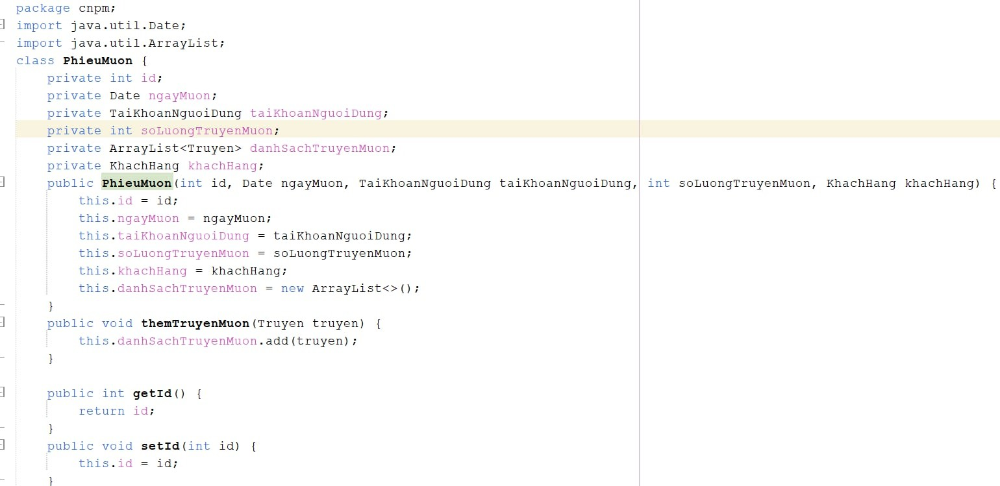 package cnpm;
import java.util.Date;
import java.util.ArrayList;
class PhieuMuon {
    private int id;
    private Date ngayMuon;
    private TaiKhoanNguoiDung taiKhoanNguoiDung;
    private int soLuongTruyenMuon;
    private ArrayList<Truyen> danhSachTruyenMuon;
    private KhachHang khachHang;
    public PhieuMuon(int id, Date ngayMuon, TaiKhoanNguoiDung taiKhoanNguoiDung, int soLuongTruyenMuon, KhachHang khachHang) {
        this.id = id;
        this.ngayMuon = ngayMuon;
        this.taiKhoanNguoiDung = taiKhoanNguoiDung;
        this.soLuongTruyenMuon = soLuongTruyenMuon;
        this.khachHang = khachHang;
        this.danhSachTruyenMuon = new ArrayList<>();
    }
    public void themTruyenMuon(Truyen truyen) {
        this.danhSachTruyenMuon.add(truyen);
    }
    public int getId() {
        return id;
    }
    public void setId(int id) {
        this.id = id;
    }